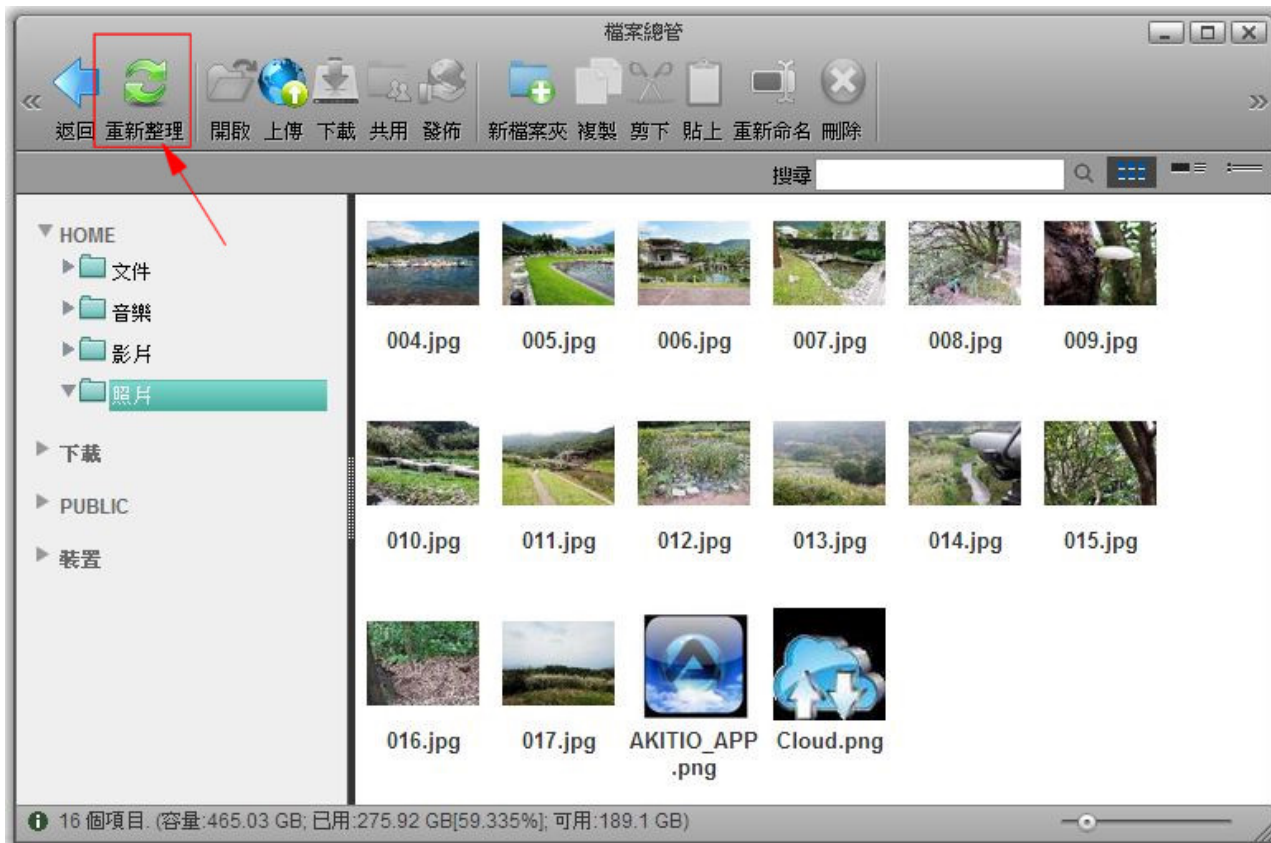 檔案總管
返回 重新整理 開啟 上傳 下載 共用 發佈 新檔案夾 複製 剪下 貼上 重新命名 刪除
搜尋
HOME
文件
音樂
影片
照片
下載
PUBLIC
裝置
004.jpg 005.jpg 006.jpg 007.jpg 008.jpg 009.jpg
010.jpg 011.jpg 012.jpg 013.jpg 014.jpg 015.jpg
016.jpg 017.jpg AKITIO_APP Cloud.png
.png
16 個項目. (容量:465.03 GB; 已用:275.92 GB[59.335%]; 可用:189.1 GB)